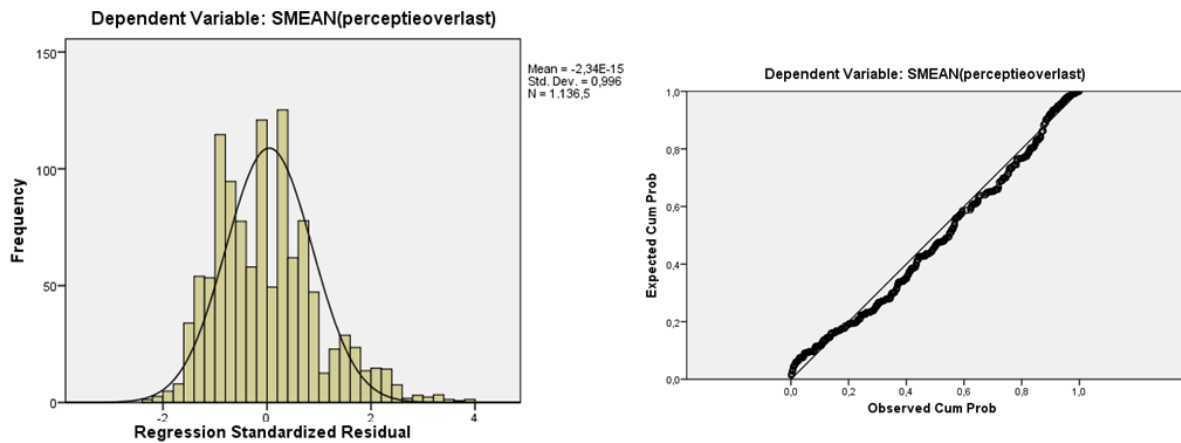 Dependent Variable: SMEAN(perceptieoverlast)
150
100
50
0
Frequency
-2
0
2
4
Regression Standardized Residual
Mean = -2,34E-15
Std. Dev. = 0,996
N = 1.136,5
Dependent Variable: SMEAN(perceptieoverlast)
1,0
0,8
0,6
0,4
0,2
0,0
Expected Cum Prob
0,0
0,2
0,4
0,6
0,8
1,0
Observed Cum Prob